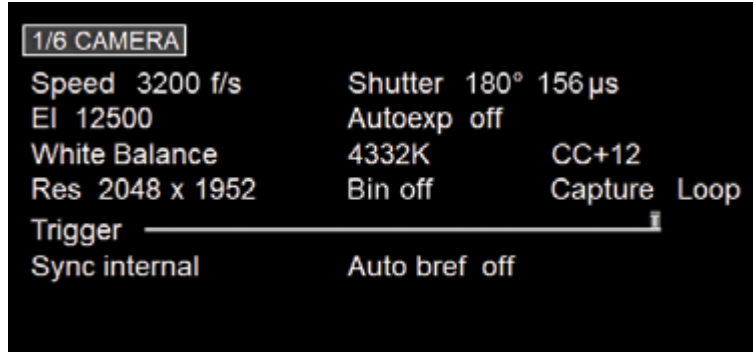 1/6 CAMERA
Speed 3200 f/s Shutter 180° 156 µs
EI 12500 Autoexp off
White Balance 4332K CC+12
Res 2048 x 1952 Bin off Capture Loop
Trigger
Sync internal Auto bref off